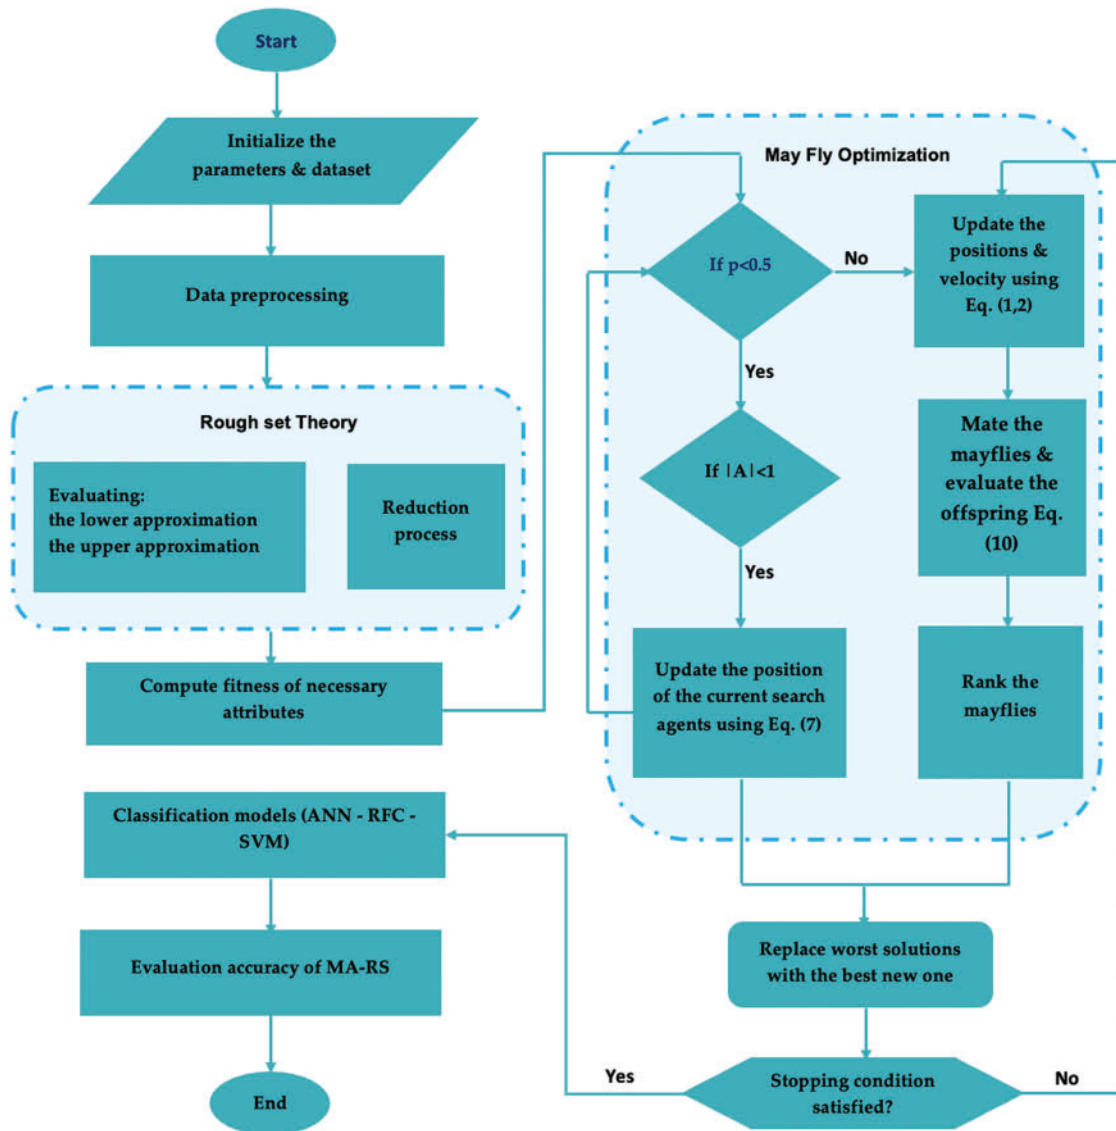 Start
Initialize the
parameters & dataset
Data preprocessing
Rough set Theory
Evaluating:
the lower approximation
the upper approximation
Reduction
process
Compute fitness of necessary
attributes
Classification models (ANN - RFC -
SVM)
Evaluation accuracy of MA-RS
End
May Fly Optimization
If p<0.5
No
Yes
If |A|<1
Yes
Update the position
of the current search
agents using Eq. (7)
Update the
positions &
velocity using
Eq. (1,2)
Mate the
mayflies &
evaluate the
offspring Eq.
(10)
Rank the
mayflies
Replace worst solutions
with the best new one
Stopping condition
satisfied?
Yes
No